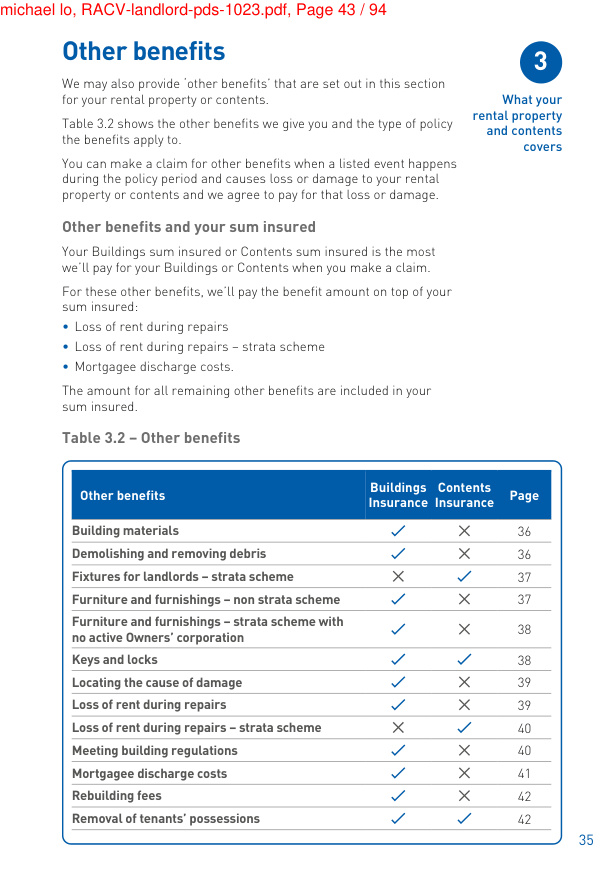 michael lo, RACV-landlord-pds-1023.pdf, Page 43 / 94
Other benefits
3
What your
rental property
and contents
covers
We may also provide 'other benefits' that are set out in this section
for your rental property or contents.
Table 3.2 shows the other benefits we give you and the type of policy
the benefits apply to.
You can make a claim for other benefits when a listed event happens
during the policy period and causes loss or damage to your rental
property or contents and we agree to pay for that loss or damage.
Other benefits and your sum insured
Your Buildings sum insured or Contents sum insured is the most
we'll pay for your Buildings or Contents when you make a claim.
For these other benefits, we'll pay the benefit amount on top of your
sum insured:
• Loss of rent during repairs
• Loss of rent during repairs – strata scheme
• Mortgagee discharge costs.
The amount for all remaining other benefits are included in your
sum insured.
Table 3.2 – Other benefits
Other benefits Buildings Insurance Contents Insurance Page
Building materials ✓ ✕ 36
Demolishing and removing debris ✓ ✕ 36
Fixtures for landlords – strata scheme ✕ ✓ 37
Furniture and furnishings – non strata scheme ✓ ✕ 37
Furniture and furnishings – strata scheme with
no active Owners' corporation ✓ ✕ 38
Keys and locks ✓ ✓ 38
Locating the cause of damage ✓ ✕ 39
Loss of rent during repairs ✓ ✕ 39
Loss of rent during repairs – strata scheme ✕ ✓ 40
Meeting building regulations ✓ ✕ 40
Mortgagee discharge costs ✓ ✕ 41
Rebuilding fees ✓ ✕ 42
Removal of tenants' possessions ✓ ✓ 42
35